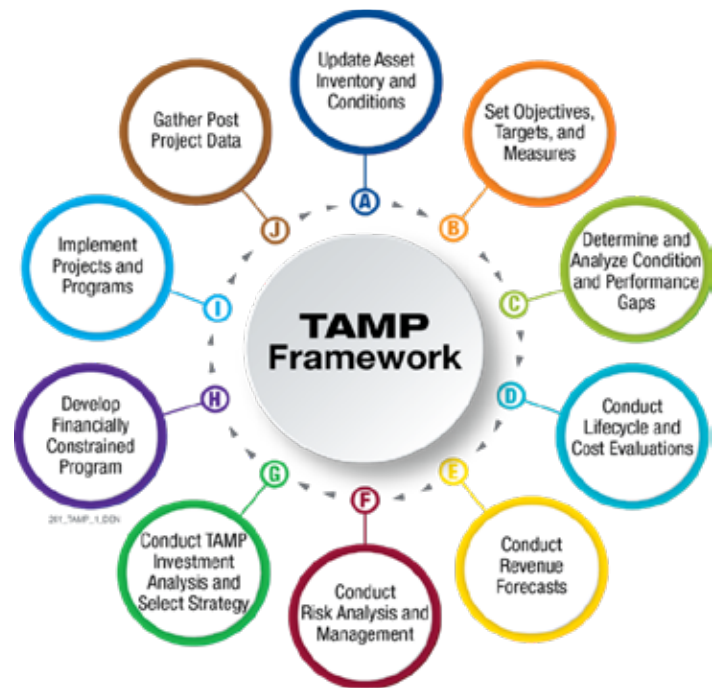 TAMP
Framework
A
Update Asset
Inventory and
Conditions
B
Set Objectives,
Targets, and
Measures
C
Determine and
Analyze Condition
and Performance
Gaps
D
Conduct
Lifecycle and
Cost Evaluations
E
Conduct
Revenue
Forecasts
F
Conduct
Risk Analysis and
Management
G
Conduct TAMP
Investment
Analysis and
Select Strategy
H
Develop
Financially
Constrained
Program
I
Implement
Projects and
Programs
J
Gather Post
Project Data